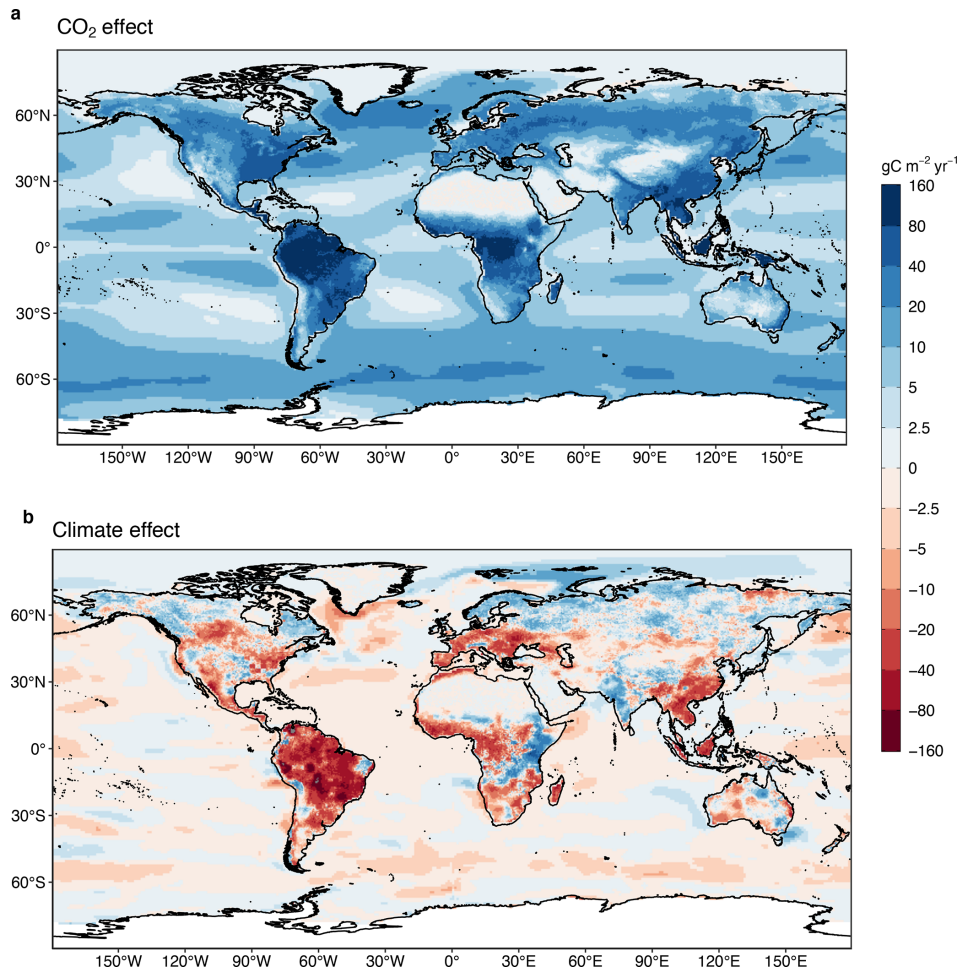 a
CO₂ effect
60°N
30°N
0°
30°S
60°S
150°W 120°W 90°W 60°W 30°W 0° 30°E 60°E 90°E 120°E 150°E
gC m⁻² yr⁻¹
160
80
40
20
10
5
2.5
0
−2.5
−5
−10
−20
−40
−80
−160
b
Climate effect
60°N
30°N
0°
30°S
60°S
150°W 120°W 90°W 60°W 30°W 0° 30°E 60°E 90°E 120°E 150°E